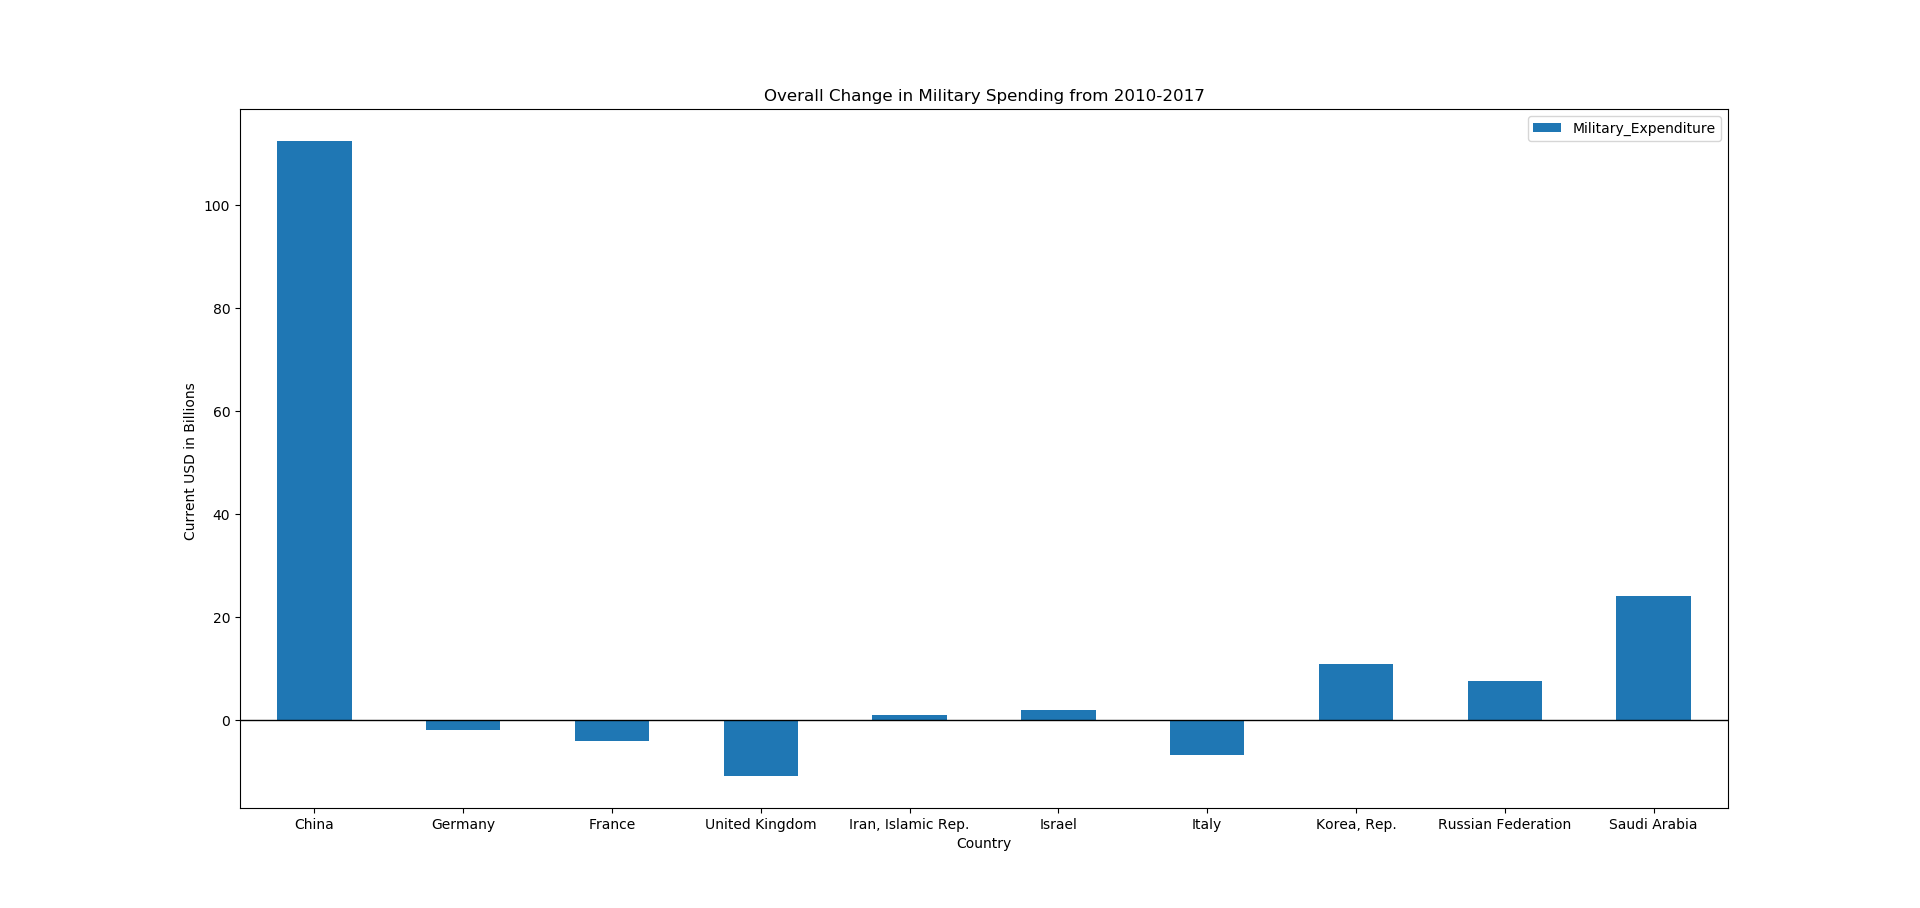 Overall Change in Military Spending from 2010-2017
Military_Expenditure
100
80
60
40
20
0
Current USD in Billions
China
Germany
France
United Kingdom
Iran, Islamic Rep.
Israel
Italy
Korea, Rep.
Russian Federation
Saudi Arabia
Country